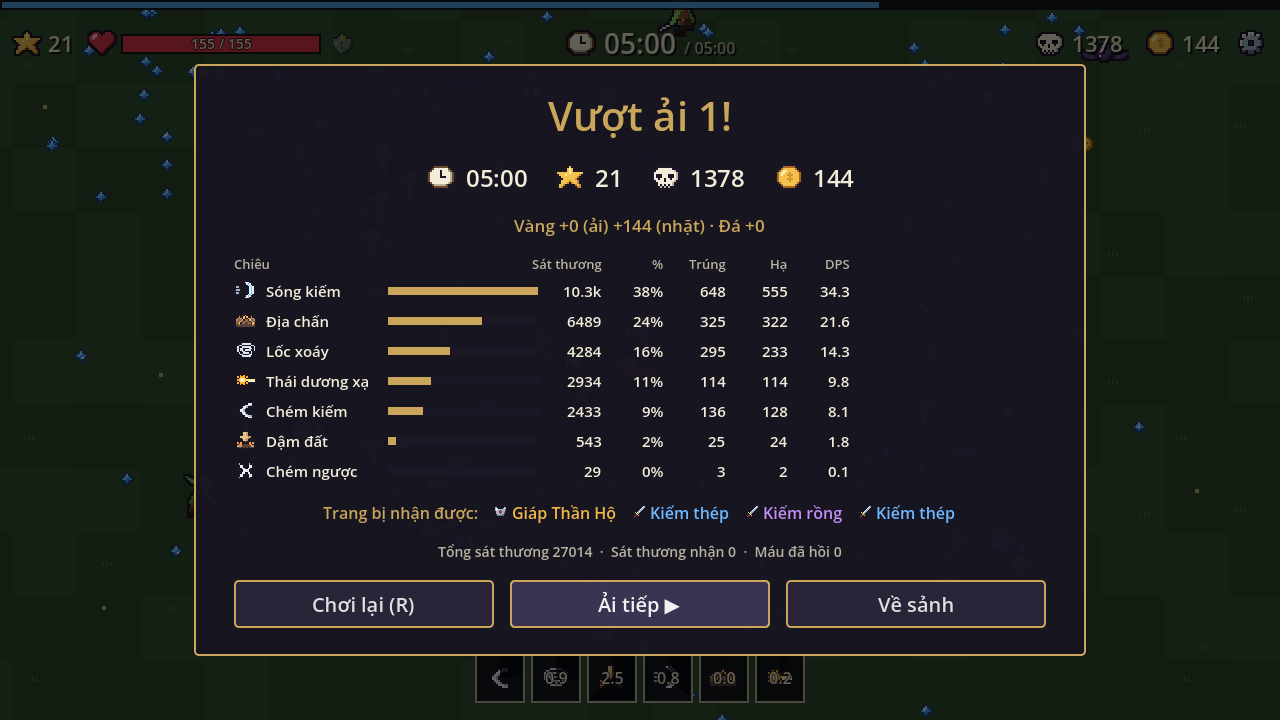 21 155 / 155 05:00 / 05:00 1378 144
Vượt ải 1!
05:00 21 1378 144
Vàng +0 (ải) +144 (nhặt) · Đá +0
Chiêu Sát thương % Trúng Hạ DPS
Sóng kiếm 10.3k 38% 648 555 34.3
Địa chấn 6489 24% 325 322 21.6
Lốc xoáy 4284 16% 295 233 14.3
Thái dương xạ 2934 11% 114 114 9.8
Chém kiếm 2433 9% 136 128 8.1
Dậm đất 543 2% 25 24 1.8
Chém ngược 29 0% 3 2 0.1
Trang bị nhận được: Giáp Thần Hộ Kiếm thép Kiếm rồng Kiếm thép
Tổng sát thương 27014 · Sát thương nhận 0 · Máu đã hồi 0
Chơi lại (R) Ải tiếp ▶ Về sảnh
0.9 2.5 0.8 0.0 0.2